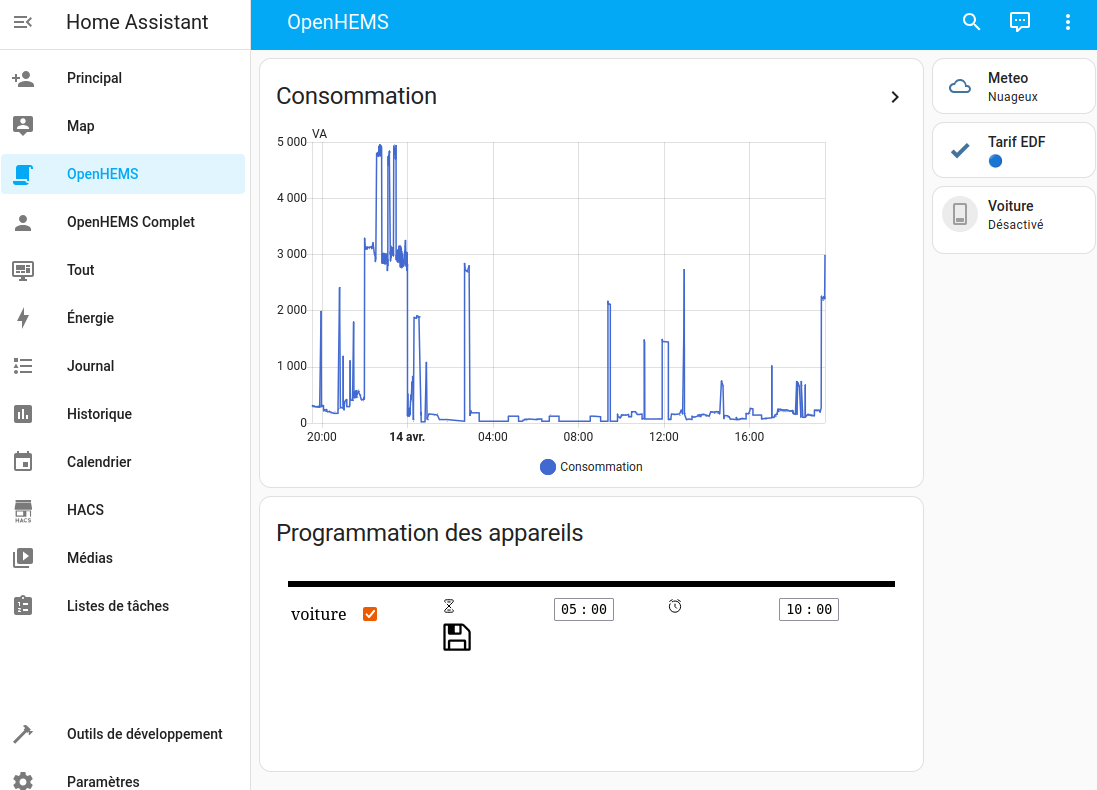 Home Assistant
OpenHEMS
Principal
Map
OpenHEMS
OpenHEMS Complet
Tout
Énergie
Journal
Historique
Calendrier
HACS
HACS
Médias
Listes de tâches
Outils de développement
Paramètres
Consommation
VA
5 000
4 000
3 000
2 000
1 000
0
20:00 14 avr. 04:00 08:00 12:00 16:00
Consommation
Programmation des appareils
voiture 05:00 10:00
Meteo
Nuageux
Tarif EDF
Voiture
Désactivé